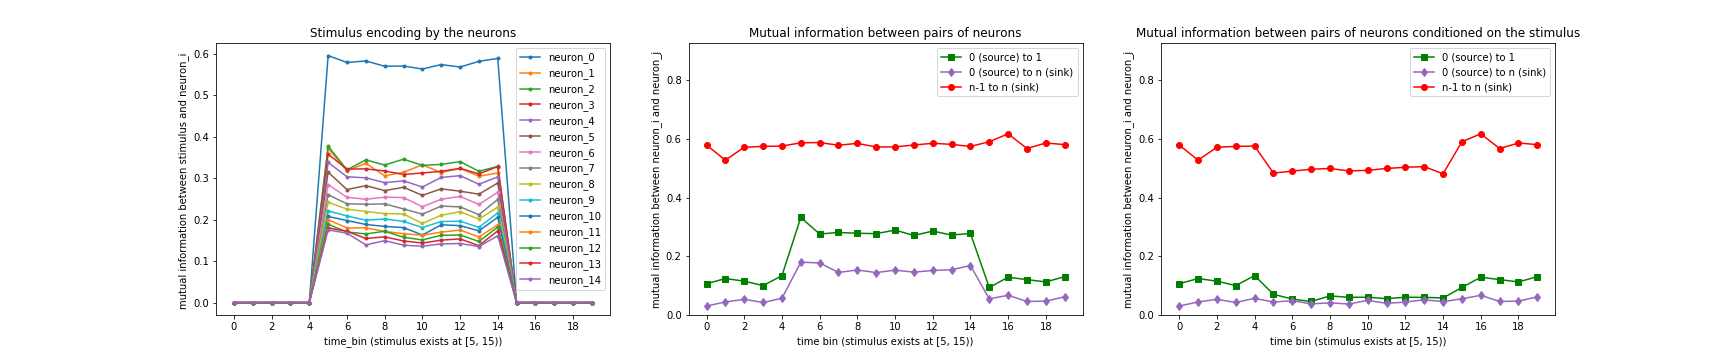 Stimulus encoding by the neurons
mutual information between stimulus and neuron_i
0.6
0.5
0.4
0.3
0.2
0.1
0.0
0 2 4 6 8 10 12 14 16 18
time_bin (stimulus exists at [5, 15))
neuron_0
neuron_1
neuron_2
neuron_3
neuron_4
neuron_5
neuron_6
neuron_7
neuron_8
neuron_9
neuron_10
neuron_11
neuron_12
neuron_13
neuron_14
Mutual information between pairs of neurons
mutual information between neuron_i and neuron_j
0.8
0.6
0.4
0.2
0.0
0 2 4 6 8 10 12 14 16 18
time bin (stimulus exists at [5, 15))
0 (source) to 1
0 (source) to n (sink)
n-1 to n (sink)
Mutual information between pairs of neurons conditioned on the stimulus
mutual information between neuron_i and neuron_j
0.8
0.6
0.4
0.2
0.0
0 2 4 6 8 10 12 14 16 18
time bin (stimulus exists at [5, 15))
0 (source) to 1
0 (source) to n (sink)
n-1 to n (sink)